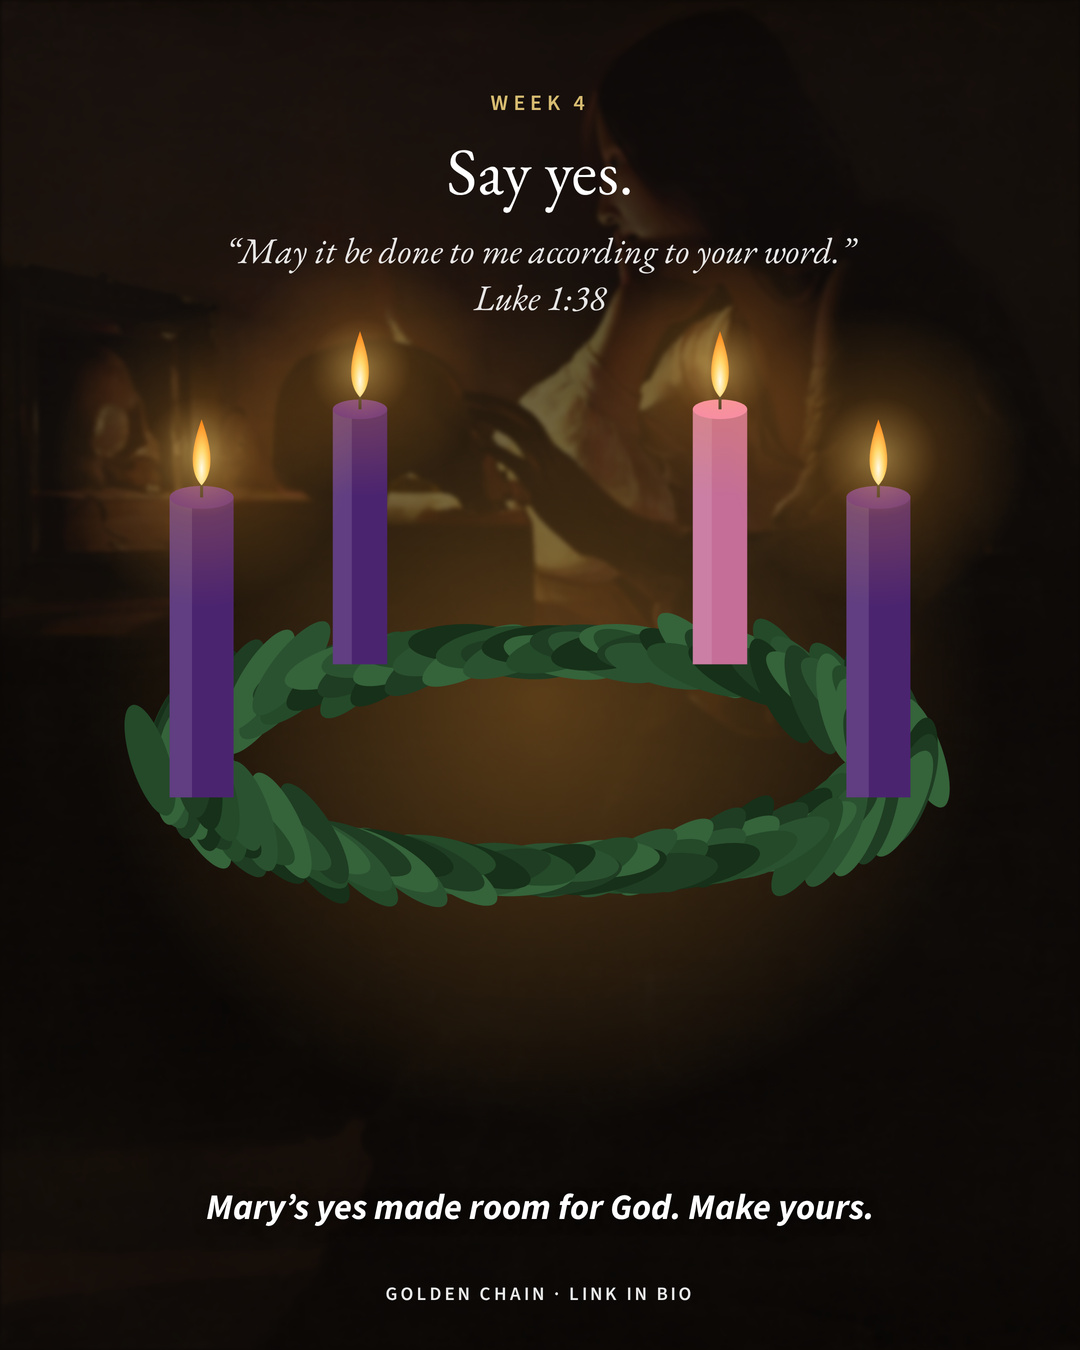 WEEK 4
Say yes.
“May it be done to me according to your word.”
Luke 1:38
Mary’s yes made room for God. Make yours.
GOLDEN CHAIN · LINK IN BIO